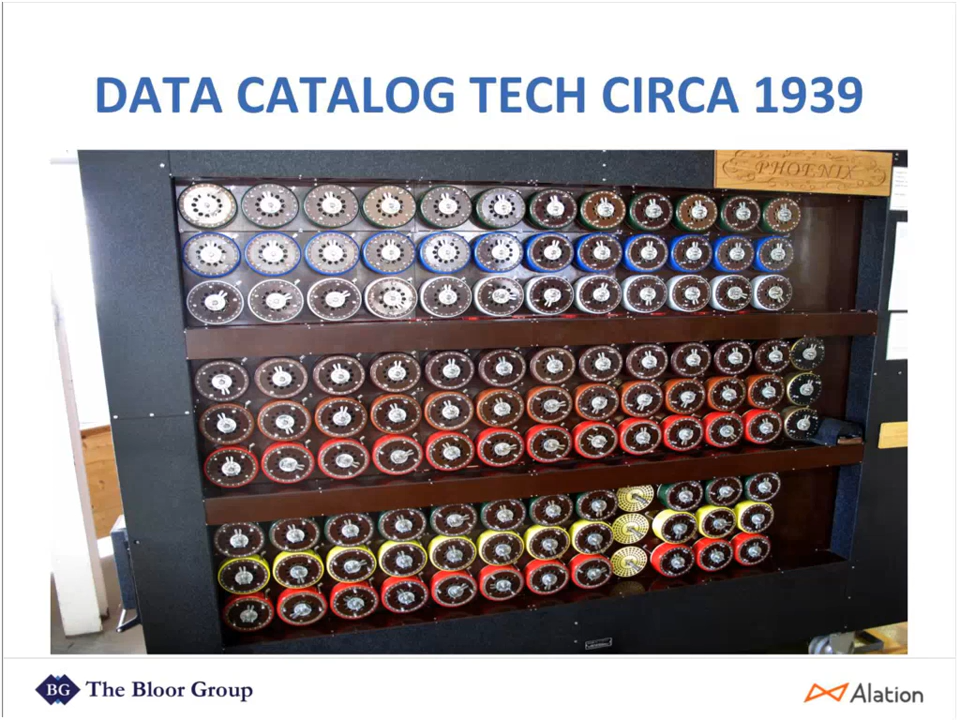 DATA CATALOG TECH CIRCA 1939
PHOENIX
BG The Bloor Group
Alation